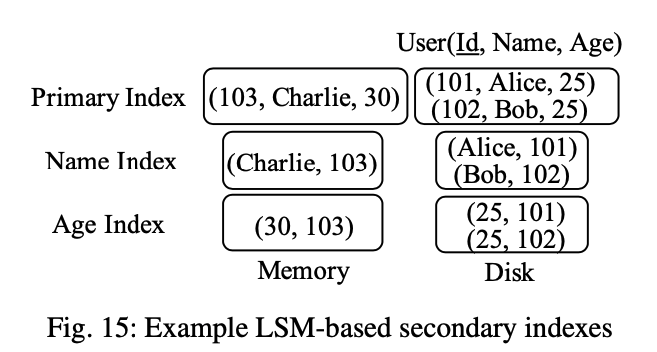 User(Id, Name, Age)
Primary Index (103, Charlie, 30) (101, Alice, 25)
(102, Bob, 25)
Name Index (Charlie, 103) (Alice, 101)
(Bob, 102)
Age Index (30, 103) (25, 101)
(25, 102)
Memory Disk
Fig. 15: Example LSM-based secondary indexes